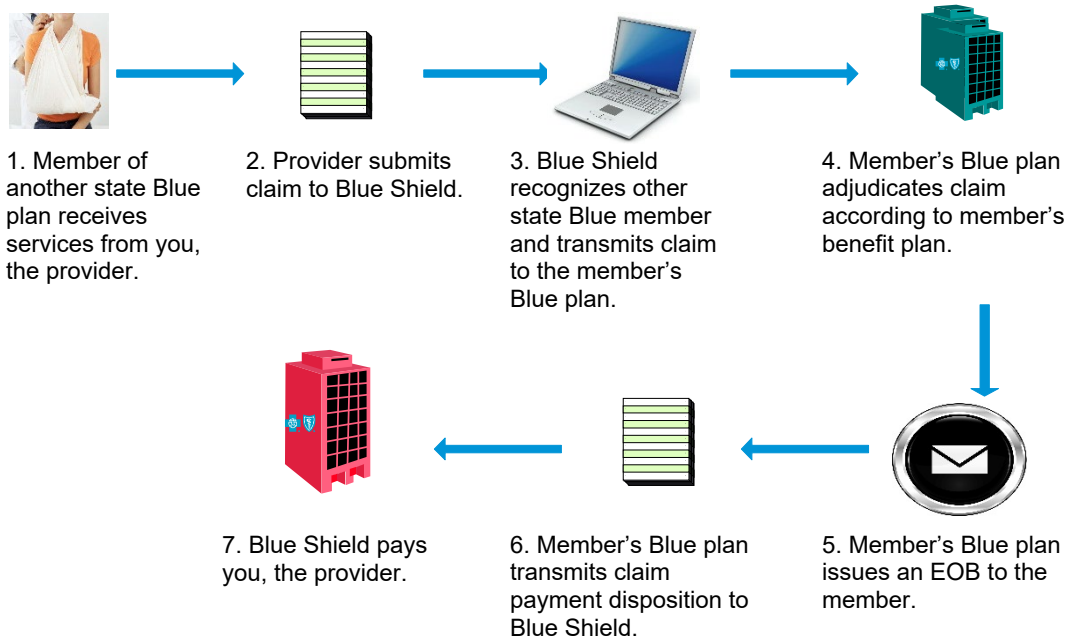 1. Member of
another state Blue
plan receives
services from you,
the provider.
2. Provider submits
claim to Blue Shield.
3. Blue Shield
recognizes other
state Blue member
and transmits claim
to the member’s
Blue plan.
4. Member’s Blue plan
adjudicates claim
according to member’s
benefit plan.
5. Member’s Blue plan
issues an EOB to the
member.
6. Member’s Blue plan
transmits claim
payment disposition to
Blue Shield.
7. Blue Shield pays
you, the provider.